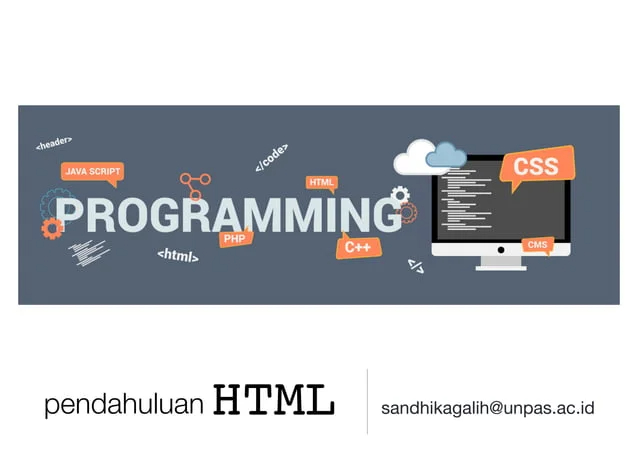 <header>
JAVA SCRIPT
</code>
HTML
CSS
PROGRAMMING
PHP
C++
<html>
</>
CMS
pendahuluan HTML
sandhikagalih@unpas.ac.id